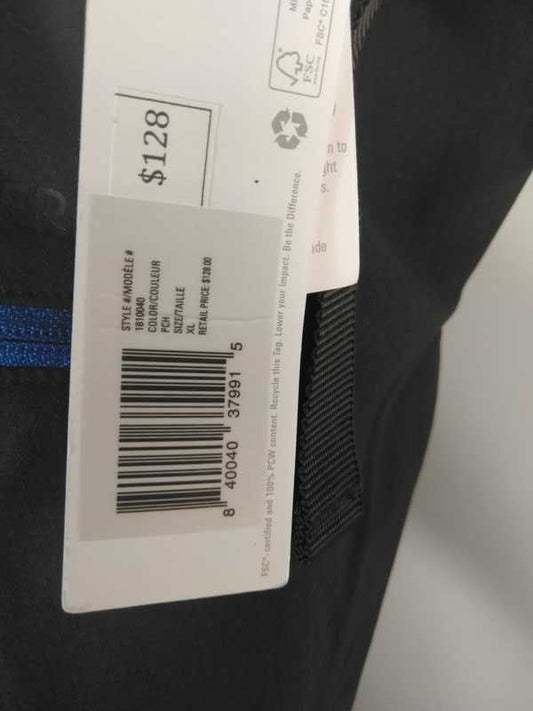 $128
STYLE #/MODÈLE #
1810040
COLOR/COULEUR
PCH
SIZE/TAILLE
XL
RETAIL PRICE: $128.00
8 40040 37991 5
FSC®- certified and 100% PCW content. Recycle this Tag. Lower your Impact. Be the Difference.
FSC
FSC®
n to
ght
s.
ade